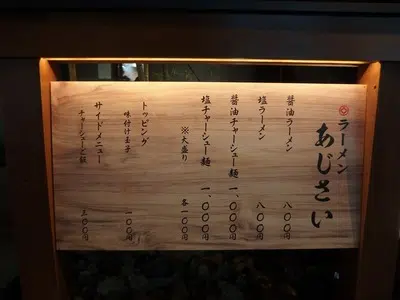 ラーメン
あじさい
醤油ラーメン 八〇〇円
塩ラーメン 八〇〇円
醤油チャーシュー麺 一、〇〇〇円
塩チャーシュー麺 一、〇〇〇円
※大盛り 各一〇〇円
トッピング
味付け玉子 一〇〇円
サイドメニュー
チャーシューご飯 三〇〇円